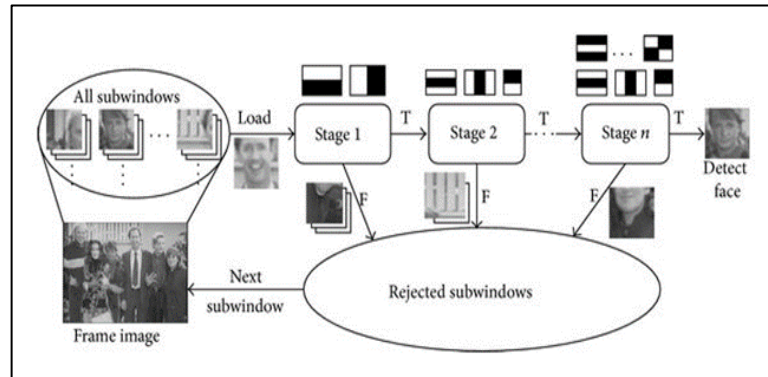 All subwindows
. . .
Load
Stage 1
T
Stage 2
T
. . .
Stage n
T
Detect
face
F
F
F
Rejected subwindows
Next
subwindow
Frame image